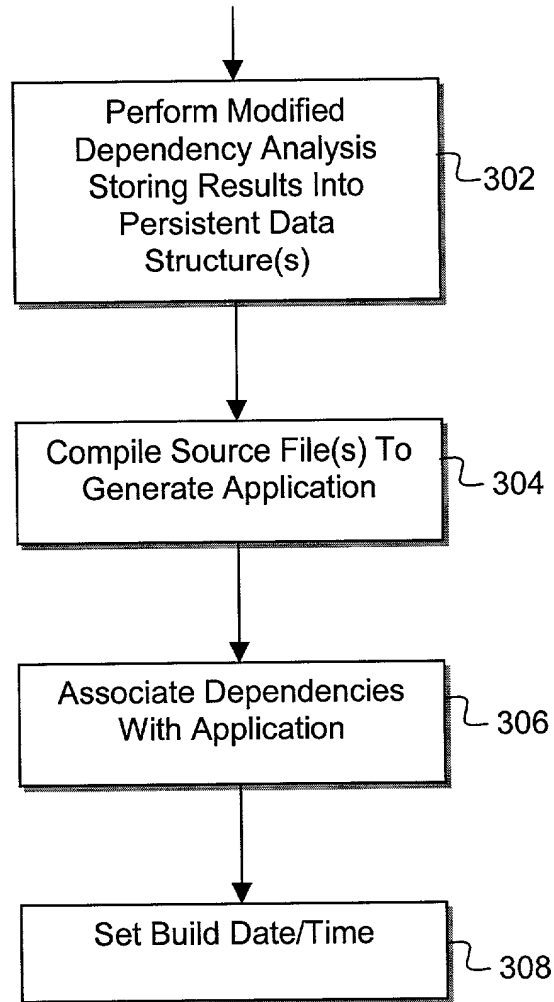 Perform Modified
Dependency Analysis
Storing Results Into
Persistent Data
Structure(s)
302
Compile Source File(s) To
Generate Application
304
Associate Dependencies
With Application
306
Set Build Date/Time
308